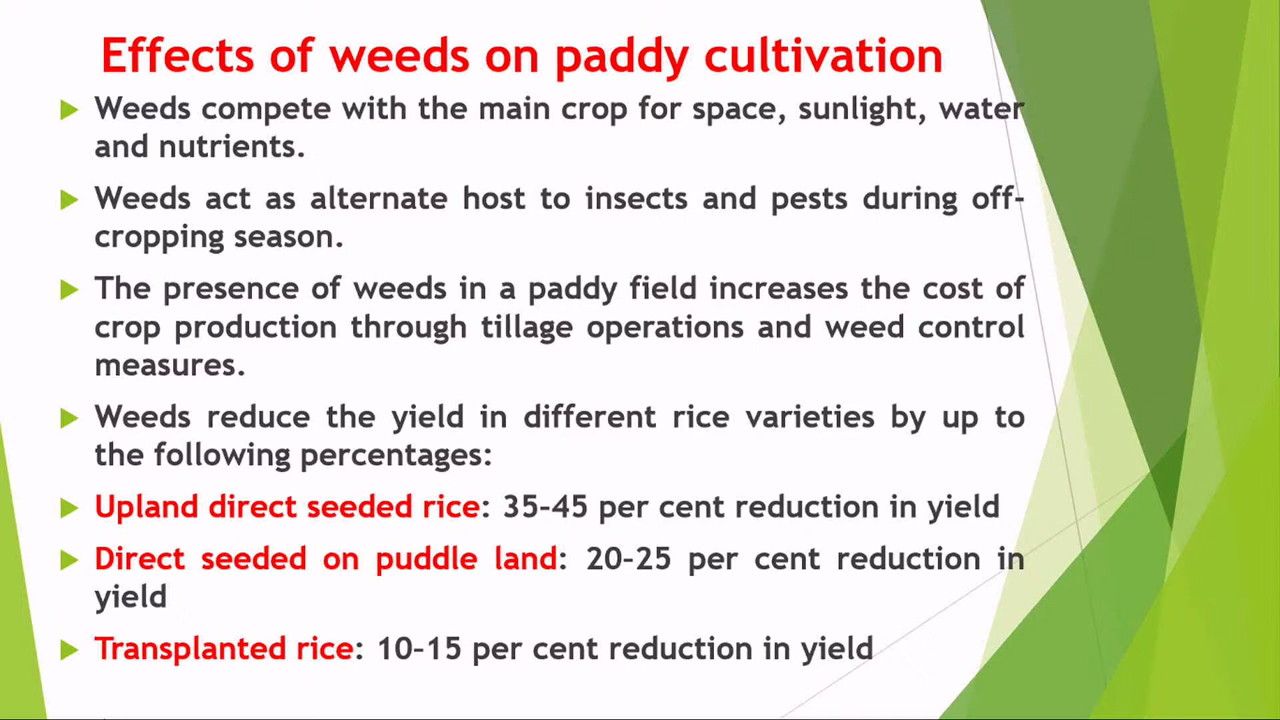 Effects of weeds on paddy cultivation
Weeds compete with the main crop for space, sunlight, water
and nutrients.
Weeds act as alternate host to insects and pests during off-
cropping season.
The presence of weeds in a paddy field increases the cost of
crop production through tillage operations and weed control
measures.
Weeds reduce the yield in different rice varieties by up to
the following percentages:
Upland direct seeded rice: 35-45 per cent reduction in yield
Direct seeded on puddle land: 20-25 per cent reduction in
yield
Transplanted rice: 10-15 per cent reduction in yield